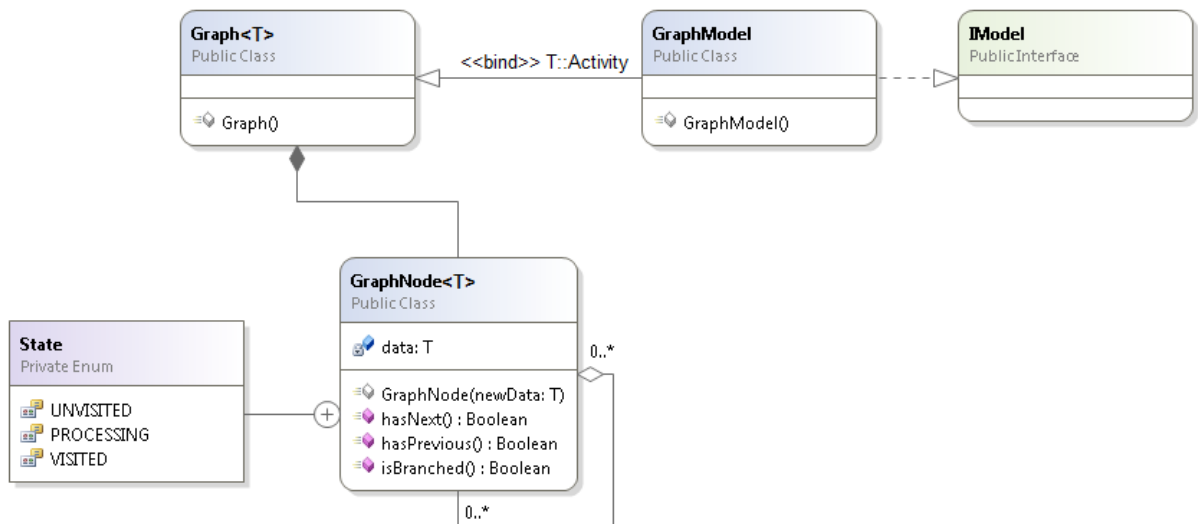 Graph<T>
Public Class
Graph()
<<bind>> T::Activity
GraphModel
Public Class
GraphModel()
IModel
Public Interface
GraphNode<T>
Public Class
data: T
GraphNode(newData: T)
hasNext() : Boolean
hasPrevious() : Boolean
isBranched() : Boolean
0..*
0..*
State
Private Enum
UNVISITED
PROCESSING
VISITED